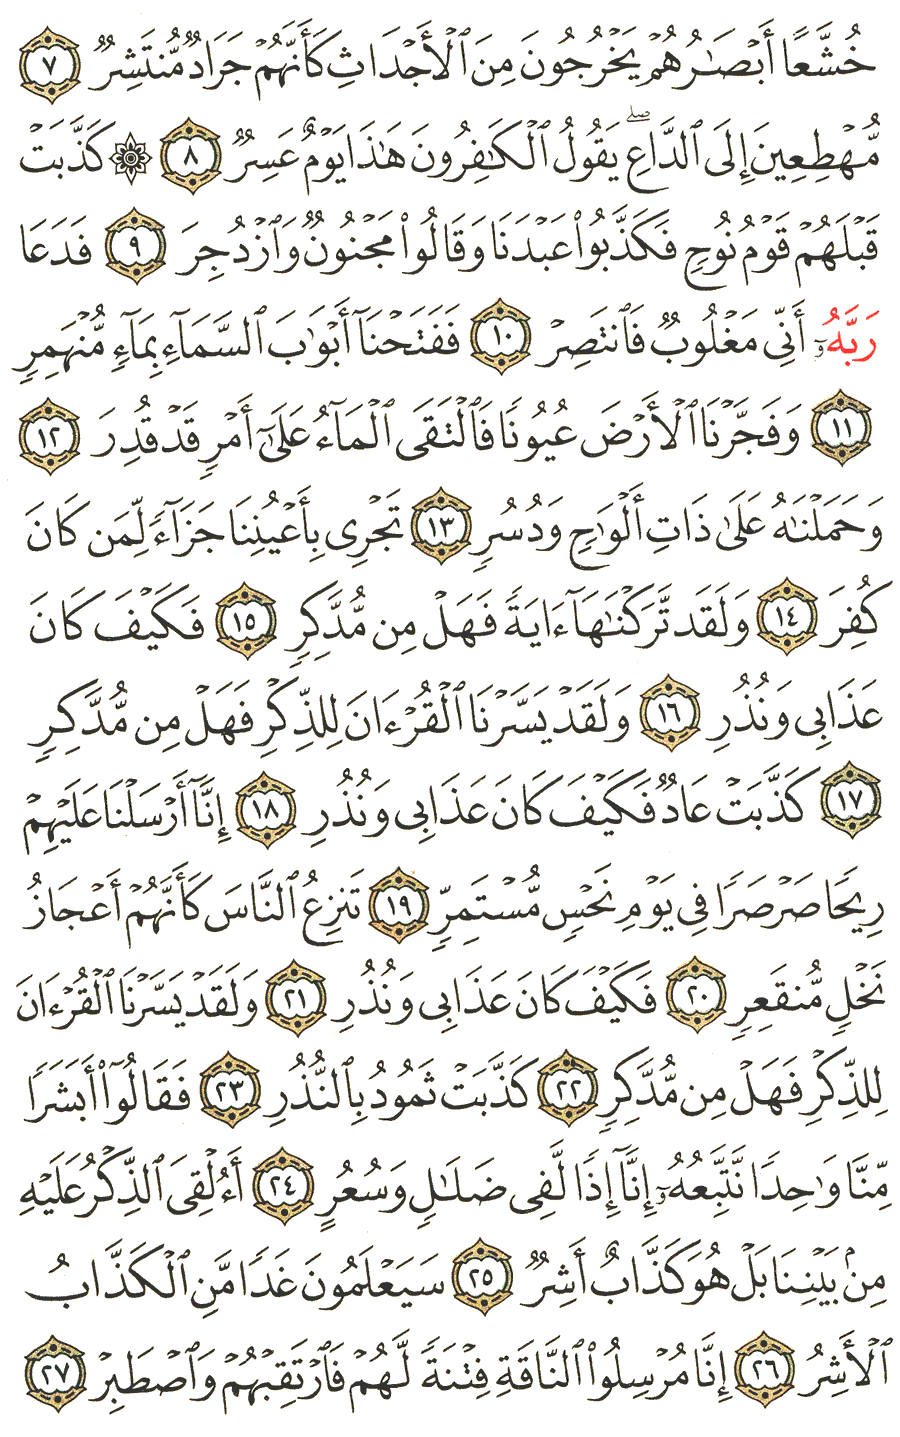 خُشَّعًا أَبْصَـٰرُهُمْ يَخْرُجُونَ مِنَ ٱلْأَجْدَاثِ كَأَنَّهُمْ جَرَادٌ مُّنتَشِرٌ ٧
مُّهْطِعِينَ إِلَى ٱلدَّاعِ ۖ يَقُولُ ٱلْكَـٰفِرُونَ هَـٰذَا يَوْمٌ عَسِرٌ ٨ ۞ كَذَّبَتْ
قَبْلَهُمْ قَوْمُ نُوحٍ فَكَذَّبُوا۟ عَبْدَنَا وَقَالُوا۟ مَجْنُونٌ وَٱزْدُجِرَ ٩ فَدَعَا
رَبَّهُۥٓ أَنِّى مَغْلُوبٌ فَٱنتَصِرْ ١٠ فَفَتَحْنَآ أَبْوَٰبَ ٱلسَّمَآءِ بِمَآءٍ مُّنْهَمِرٍ
١١ وَفَجَّرْنَا ٱلْأَرْضَ عُيُونًا فَٱلْتَقَى ٱلْمَآءُ عَلَىٰٓ أَمْرٍ قَدْ قُدِرَ ١٢
وَحَمَلْنَـٰهُ عَلَىٰ ذَاتِ أَلْوَٰحٍ وَدُسُرٍ ١٣ تَجْرِى بِأَعْيُنِنَا جَزَآءً لِّمَن كَانَ
كُفِرَ ١٤ وَلَقَد تَّرَكْنَـٰهَآ ءَايَةً فَهَلْ مِن مُّدَّكِرٍ ١٥ فَكَيْفَ كَانَ
عَذَابِى وَنُذُرِ ١٦ وَلَقَدْ يَسَّرْنَا ٱلْقُرْءَانَ لِلذِّكْرِ فَهَلْ مِن مُّدَّكِرٍ
١٧ كَذَّبَتْ عَادٌ فَكَيْفَ كَانَ عَذَابِى وَنُذُرِ ١٨ إِنَّآ أَرْسَلْنَا عَلَيْهِمْ
رِيحًا صَرْصَرًا فِى يَوْمِ نَحْسٍ مُّسْتَمِرٍّ ١٩ تَنزِعُ ٱلنَّاسَ كَأَنَّهُمْ أَعْجَازُ
نَخْلٍ مُّنقَعِرٍ ٢٠ فَكَيْفَ كَانَ عَذَابِى وَنُذُرِ ٢١ وَلَقَدْ يَسَّرْنَا ٱلْقُرْءَانَ
لِلذِّكْرِ فَهَلْ مِن مُّدَّكِرٍ ٢٢ كَذَّبَتْ ثَمُودُ بِٱلنُّذُرِ ٢٣ فَقَالُوٓا۟ أَبَشَرًا
مِّنَّا وَٰحِدًا نَّتَّبِعُهُۥٓ إِنَّآ إِذًا لَّفِى ضَلَـٰلٍ وَسُعُرٍ ٢٤ أَءُلْقِىَ ٱلذِّكْرُ عَلَيْهِ
مِنۢ بَيْنِنَا بَلْ هُوَ كَذَّابٌ أَشِرٌ ٢٥ سَيَعْلَمُونَ غَدًا مَّنِ ٱلْكَذَّابُ
ٱلْأَشِرُ ٢٦ إِنَّا مُرْسِلُوا۟ ٱلنَّاقَةِ فِتْنَةً لَّهُمْ فَٱرْتَقِبْهُمْ وَٱصْطَبِرْ ٢٧